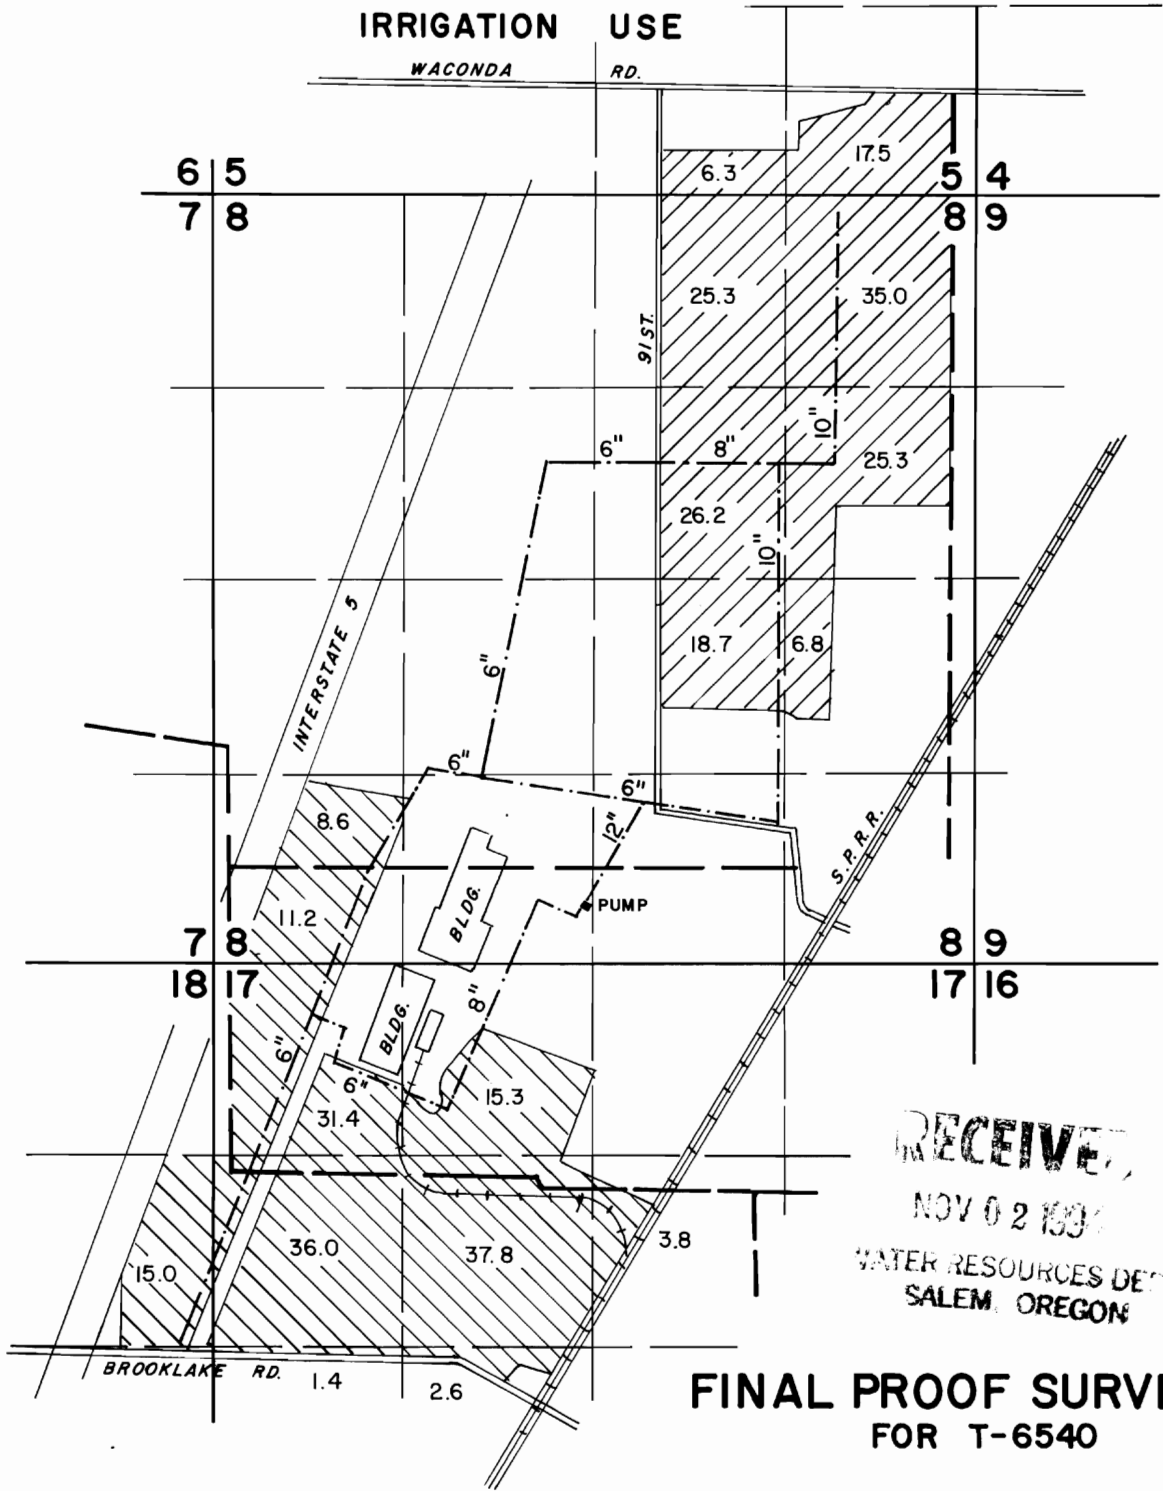 IRRIGATION USE
WACONDA RD.
6 5
7 8
6.3
17.5
5 4
8 9
25.3
35.0
91 ST.
10"
6"
8"
25.3
26.2
10"
18.7
6.8
6"
INTERSTATE 5
6"
6"
12"
8.6
S.P.R.R.
BLDG.
PUMP
11.2
7 8
18 17
8 9
17 16
8"
BLDG.
6"
6"
15.3
31.4
RECEIVE
NOV 02 199
3.8
36.0
37.8
15.0
WATER RESOURCES DE
SALEM, OREGON
BROOKLAKE RD.
1.4
2.6
FINAL PROOF SURV
FOR T-6540